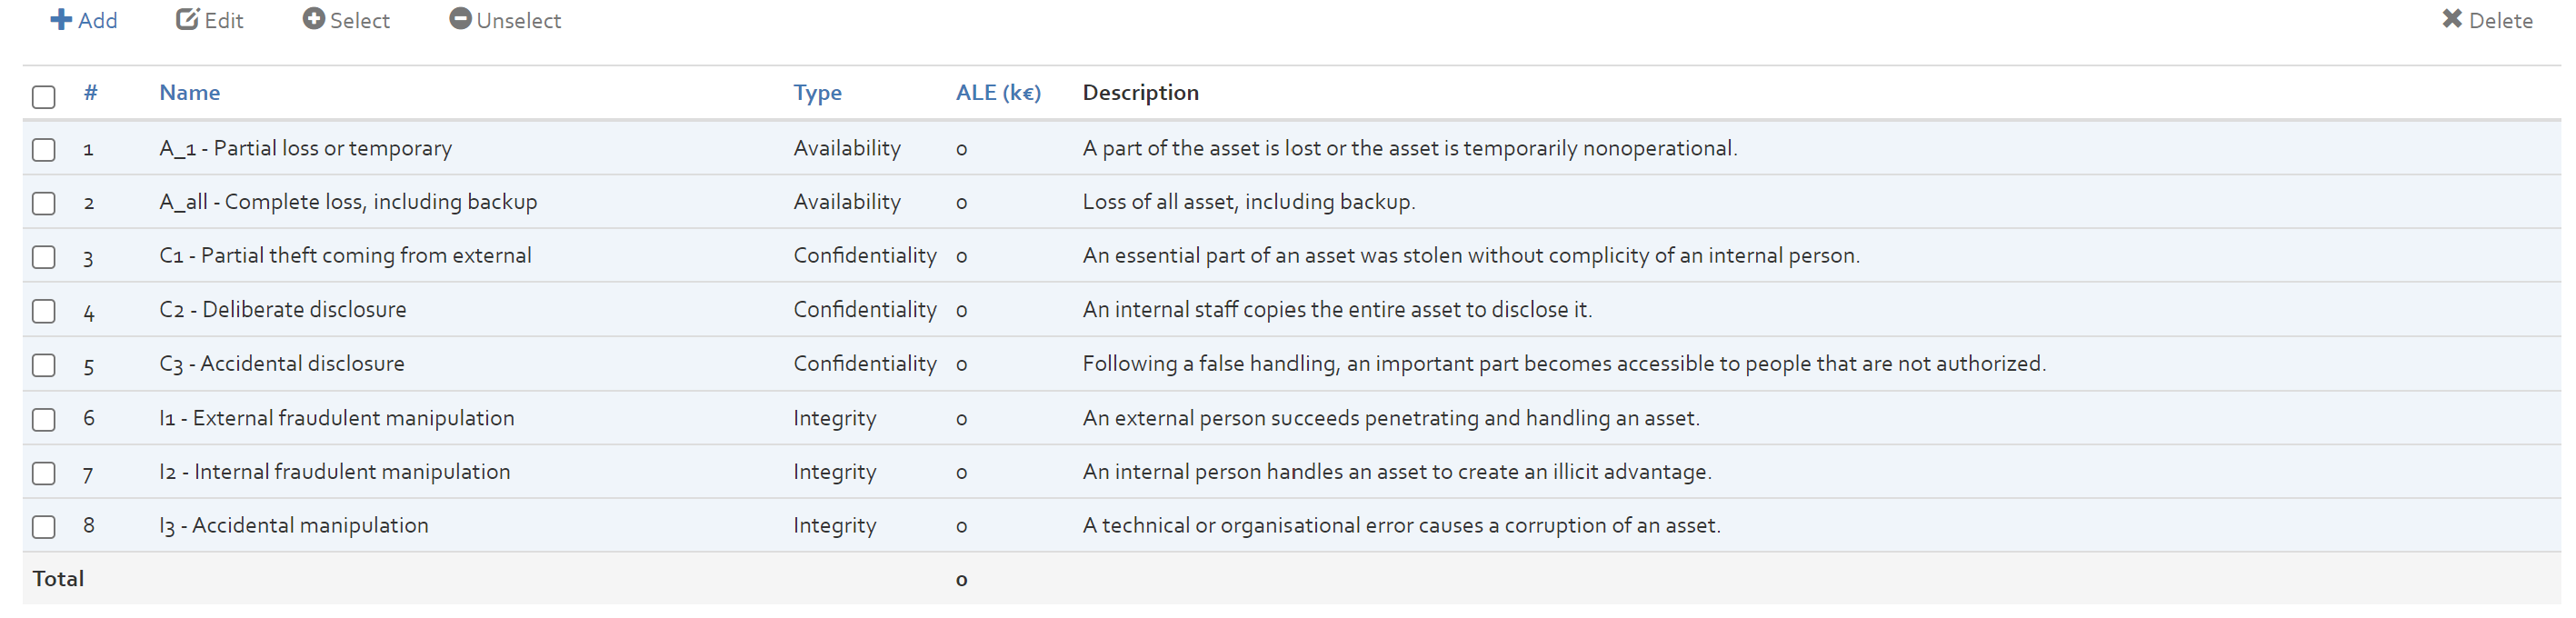 Add Edit Select Unselect Delete
# Name Type ALE (k€) Description
1 A_1 - Partial loss or temporary Availability 0 A part of the asset is lost or the asset is temporarily nonoperational.
2 A_all - Complete loss, including backup Availability 0 Loss of all asset, including backup.
3 C1 - Partial theft coming from external Confidentiality 0 An essential part of an asset was stolen without complicity of an internal person.
4 C2 - Deliberate disclosure Confidentiality 0 An internal staff copies the entire asset to disclose it.
5 C3 - Accidental disclosure Confidentiality 0 Following a false handling, an important part becomes accessible to people that are not authorized.
6 I1 - External fraudulent manipulation Integrity 0 An external person succeeds penetrating and handling an asset.
7 I2 - Internal fraudulent manipulation Integrity 0 An internal person handles an asset to create an illicit advantage.
8 I3 - Accidental manipulation Integrity 0 A technical or organisational error causes a corruption of an asset.
Total 0